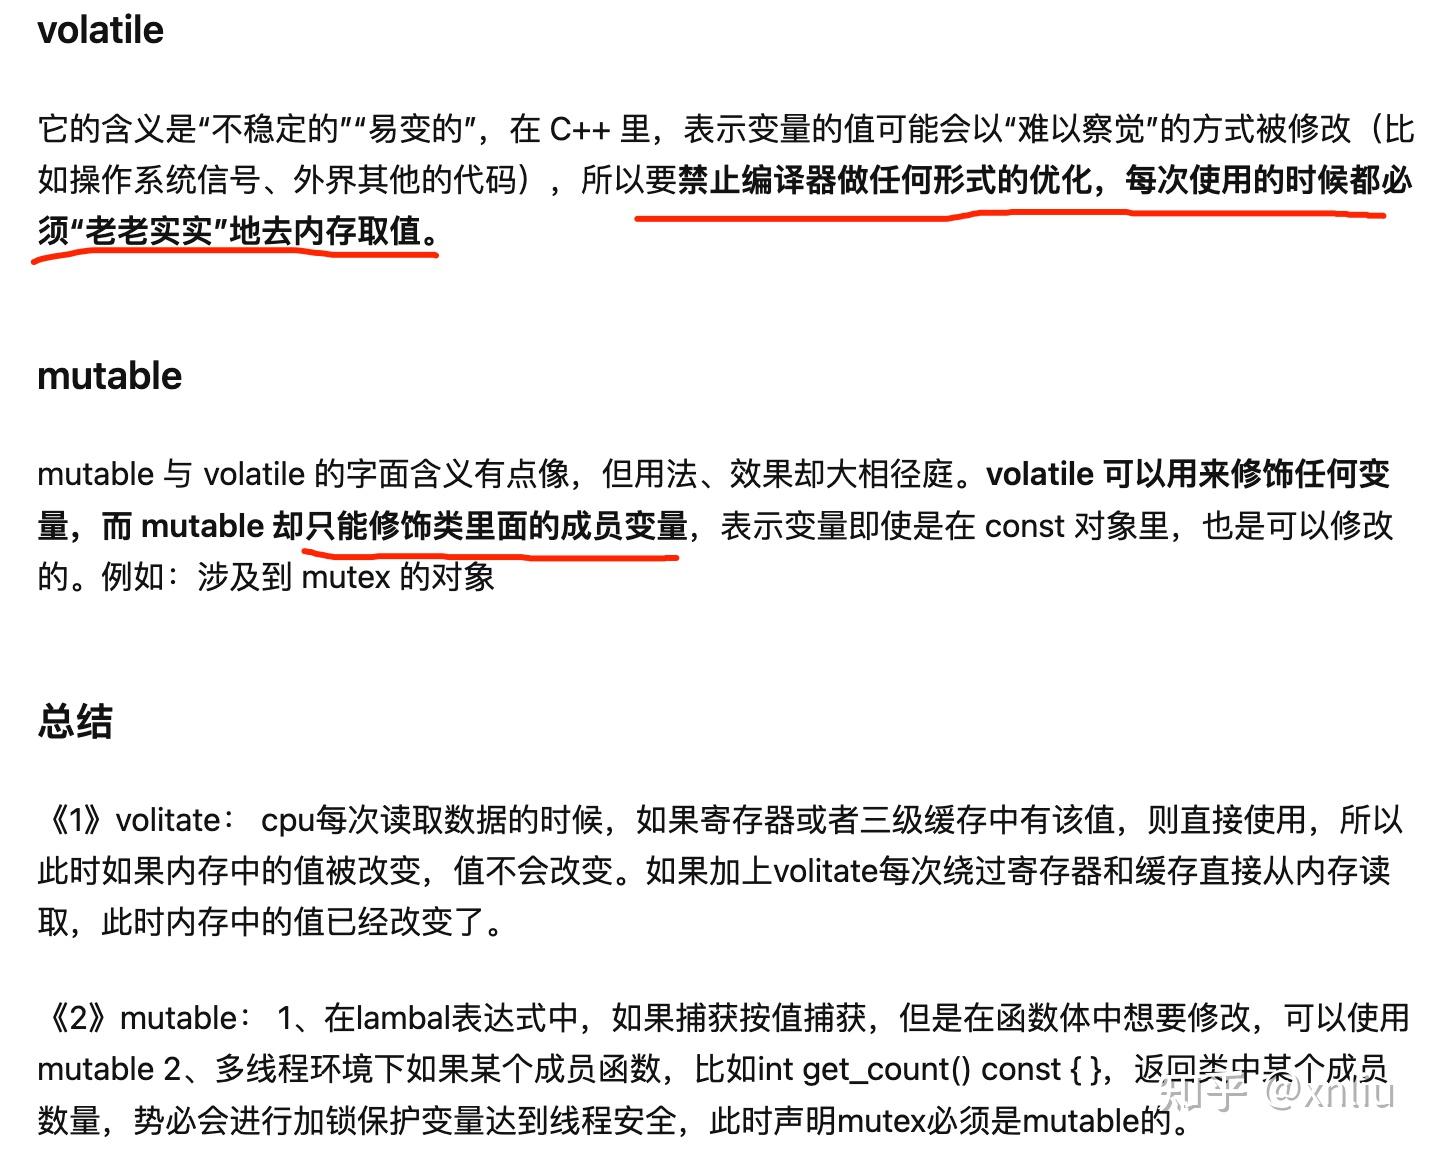 volatile
它的含义是“不稳定的”“易变的”，在 C++ 里，表示变量的值可能会以“难以察觉”的方式被修改（比
如操作系统信号、外界其他的代码），所以要禁止编译器做任何形式的优化，每次使用的时候都必
须“老老实实”地去内存取值。
mutable
mutable 与 volatile 的字面含义有点像，但用法、效果却大相径庭。volatile 可以用来修饰任何变
量，而 mutable 却只能修饰类里面的成员变量，表示变量即使是在 const 对象里，也是可以修改
的。例如：涉及到 mutex 的对象
总结
《1》volitate： cpu每次读取数据的时候，如果寄存器或者三级缓存中有该值，则直接使用，所以
此时如果内存中的值被改变，值不会改变。如果加上volitate每次绕过寄存器和缓存直接从内存读
取，此时内存中的值已经改变了。
《2》mutable： 1、在lambal表达式中，如果捕获按值捕获，但是在函数体中想要修改，可以使用
mutable 2、多线程环境下如果某个成员函数，比如int get_count() const { }，返回类中某个成员
数量，势必会进行加锁保护变量达到线程安全，此时声明mutex必须是mutable的。
知乎 @xnliu